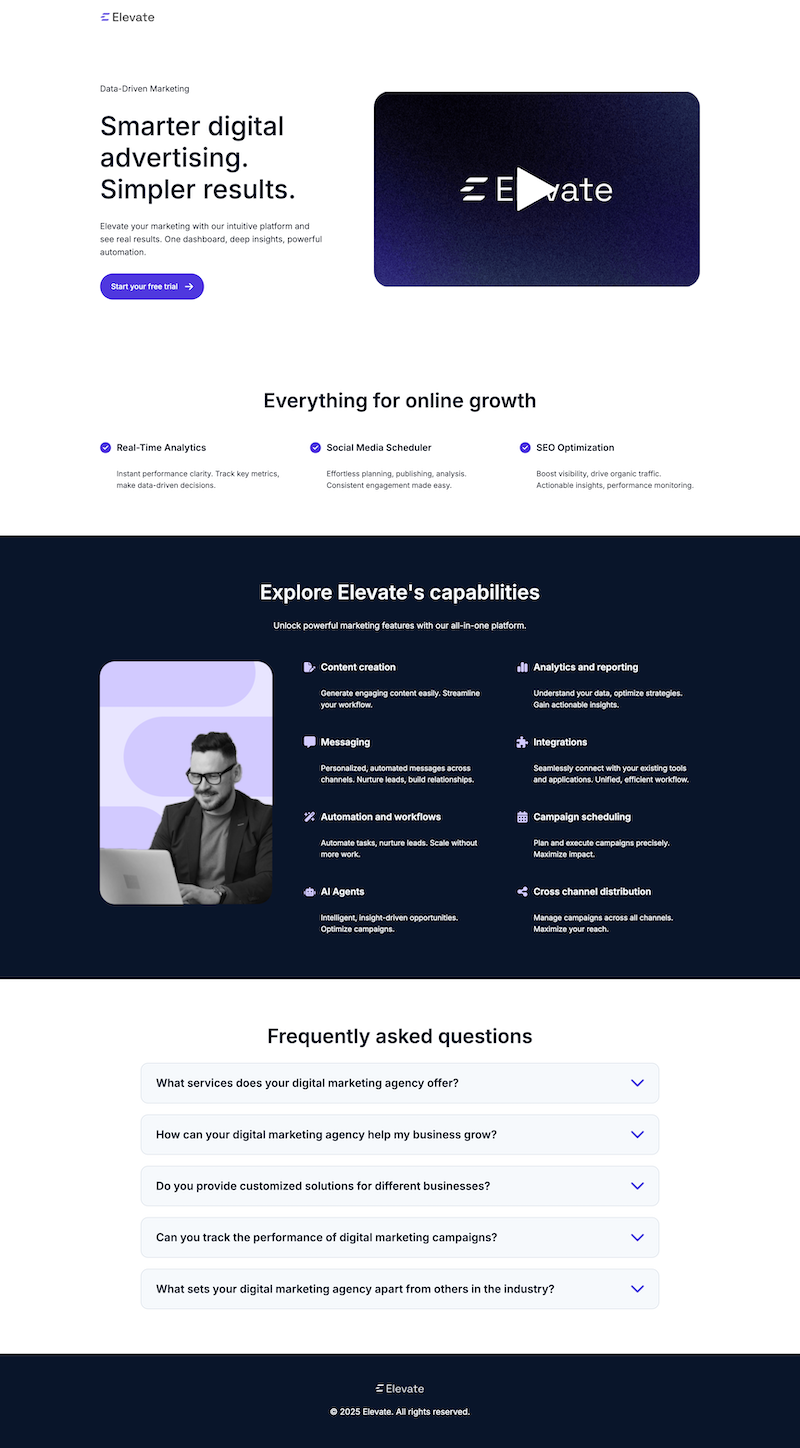 Elevate
Data-Driven Marketing
Smarter digital
advertising.
Simpler results.
Elevate your marketing with our intuitive platform and
see real results. One dashboard, deep insights, powerful
automation.
Start your free trial
Elevate
Everything for online growth
Real-Time Analytics
Instant performance clarity. Track key metrics,
make data-driven decisions.
Social Media Scheduler
Effortless planning, publishing, analysis.
Consistent engagement made easy.
SEO Optimization
Boost visibility, drive organic traffic.
Actionable insights, performance monitoring.
Explore Elevate's capabilities
Unlock powerful marketing features with our all-in-one platform.
Content creation
Generate engaging content easily. Streamline
your workflow.
Analytics and reporting
Understand your data, optimize strategies.
Gain actionable insights.
Messaging
Personalized, automated messages across
channels. Nurture leads, build relationships.
Integrations
Seamlessly connect with your existing tools
and applications. Unified, efficient workflow.
Automation and workflows
Automate tasks, nurture leads. Scale without
more work.
Campaign scheduling
Plan and execute campaigns precisely.
Maximize impact.
AI Agents
Intelligent, insight-driven opportunities.
Optimize campaigns.
Cross channel distribution
Manage campaigns across all channels.
Maximize your reach.
Frequently asked questions
What services does your digital marketing agency offer?
How can your digital marketing agency help my business grow?
Do you provide customized solutions for different businesses?
Can you track the performance of digital marketing campaigns?
What sets your digital marketing agency apart from others in the industry?
Elevate
© 2025 Elevate. All rights reserved.